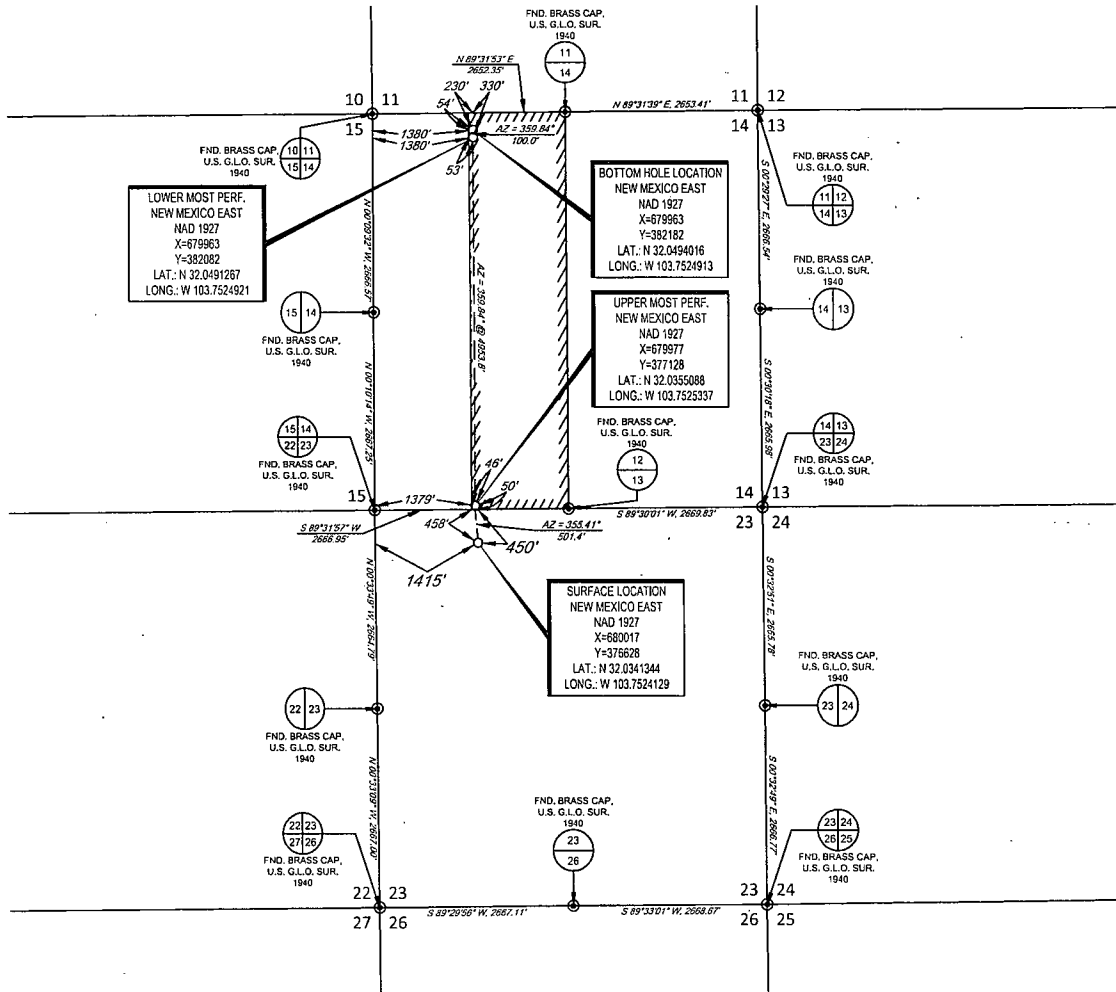 FND. BRASS CAP,
U.S. G.L.O. SUR.
1940
11
14
N 89°31'53" E
2652.35'
230'
330'
54'
N 89°31'39" E, 2653.41'
10
11
15
11
12
14
13
1380'
1380'
53'
AZ = 359.84°
100.0'
10 11
15 14
FND. BRASS CAP,
U.S. G.L.O. SUR.
1940
FND. BRASS CAP,
U.S. G.L.O. SUR.
1940
11 12
14 13
LOWER MOST PERF.
NEW MEXICO EAST
NAD 1927
X=679963
Y=382082
LAT.: N 32.0491267
LONG.: W 103.7524921
BOTTOM HOLE LOCATION
NEW MEXICO EAST
NAD 1927
X=679963
Y=382182
LAT.: N 32.0494016
LONG.: W 103.7524913
N 00°09'32" W, 2666.57'
S 00°29'27" E, 2666.54'
AZ = 359.84° @ 4953.8'
15 14
FND. BRASS CAP,
U.S. G.L.O. SUR.
1940
FND. BRASS CAP,
U.S. G.L.O. SUR.
1940
14 13
UPPER MOST PERF.
NEW MEXICO EAST
NAD 1927
X=679977
Y=377128
LAT.: N 32.0355088
LONG.: W 103.7525337
N 00°10'14" W, 2667.25'
S 00°30'18" E, 2665.98'
15 14
22 23
FND. BRASS CAP,
U.S. G.L.O. SUR.
1940
FND. BRASS CAP,
U.S. G.L.O. SUR.
1940
12
13
14 13
23 24
FND. BRASS CAP,
U.S. G.L.O. SUR.
1940
15
14
13
23
24
46'
50'
1379'
S 89°31'57" W
2666.95'
458'
AZ = 355.41°
501.4'
450'
S 89°30'01" W, 2669.83'
1415'
SURFACE LOCATION
NEW MEXICO EAST
NAD 1927
X=680017
Y=376628
LAT.: N 32.0341344
LONG.: W 103.7524129
N 00°33'49" W, 2664.79'
S 00°32'51" E, 2665.78'
22 23
FND. BRASS CAP,
U.S. G.L.O. SUR.
1940
FND. BRASS CAP,
U.S. G.L.O. SUR.
1940
23 24
N 00°33'09" W, 2667.00'
S 00°32'49" E, 2666.77'
22 23
27 26
FND. BRASS CAP,
U.S. G.L.O. SUR.
1940
FND. BRASS CAP,
U.S. G.L.O. SUR.
1940
23
26
23 24
26 25
FND. BRASS CAP,
U.S. G.L.O. SUR.
1940
22
23
27
26
S 89°29'56" W, 2667.11'
S 89°33'01" W, 2668.67'
23
24
26
25